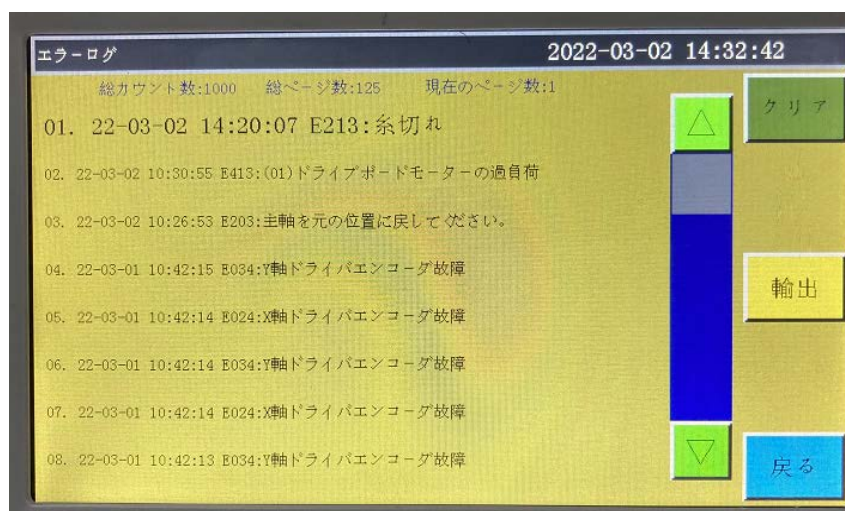 エラーログ 2022-03-02 14:32:42
総カウント数:1000 総ページ数:125 現在のページ数:1
クリア
01. 22-03-02 14:20:07 E213:糸切れ
02. 22-03-02 10:30:55 E413:(01)ドライブボードモーターの過負荷
03. 22-03-02 10:26:53 E203:主軸を元の位置に戻してください。
04. 22-03-01 10:42:15 E034:Y軸ドライバエンコーダ故障
輸出
05. 22-03-01 10:42:14 E024:X軸ドライバエンコーダ故障
06. 22-03-01 10:42:14 E034:Y軸ドライバエンコーダ故障
07. 22-03-01 10:42:14 E024:X軸ドライバエンコーダ故障
08. 22-03-01 10:42:13 E034:Y軸ドライバエンコーダ故障
戻る